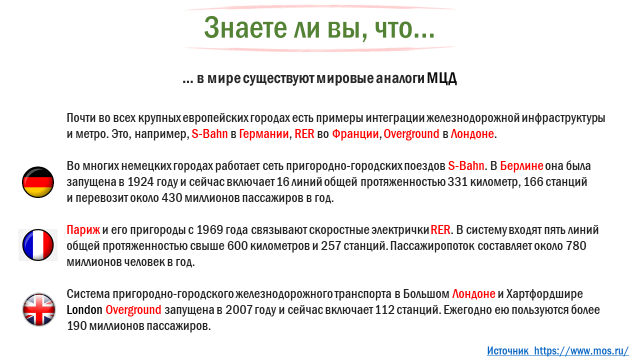 Знаете ли вы, что...
... в мире существуют мировые аналоги МЦД
Почти во всех крупных европейских городах есть примеры интеграции железнодорожной инфраструктуры
и метро. Это, например, S-Bahn в Германии, RER во Франции, Overground в Лондоне.
Во многих немецких городах работает сеть пригородно-городских поездов S-Bahn. В Берлине она была
запущена в 1924 году и сейчас включает 16 линий общей протяженностью 331 километр, 166 станций
и перевозит около 430 миллионов пассажиров в год.
Париж и его пригороды с 1969 года связывают скоростные электрички RER. В систему входят пять линий
общей протяженностью свыше 600 километров и 257 станций. Пассажиропоток составляет около 780
миллионов человек в год.
Система пригородно-городского железнодорожного транспорта в Большом Лондоне и Хартфордшире
London Overground запущена в 2007 году и сейчас включает 112 станций. Ежегодно ею пользуются более
190 миллионов пассажиров.
Источник https://www.mos.ru/